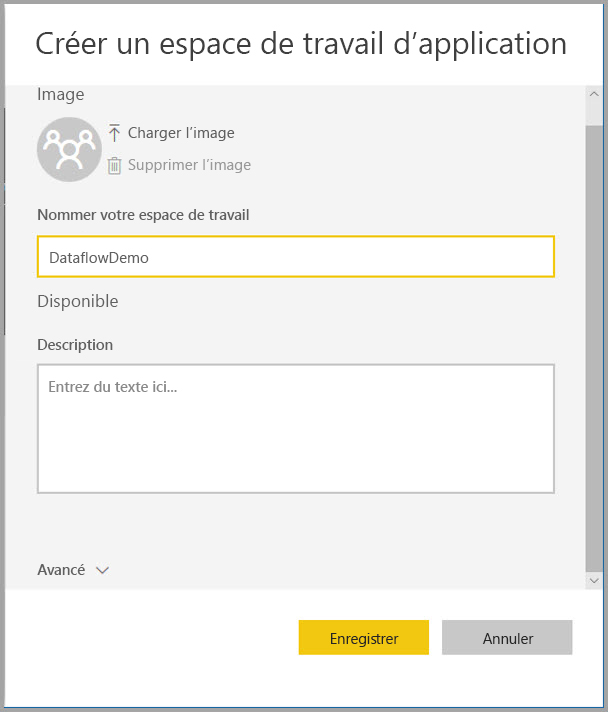 Créer un espace de travail d’application
Image
Charger l’image
Supprimer l’image
Nommer votre espace de travail
DataflowDemo
Disponible
Description
Entrez du texte ici...
Avancé
Enregistrer
Annuler